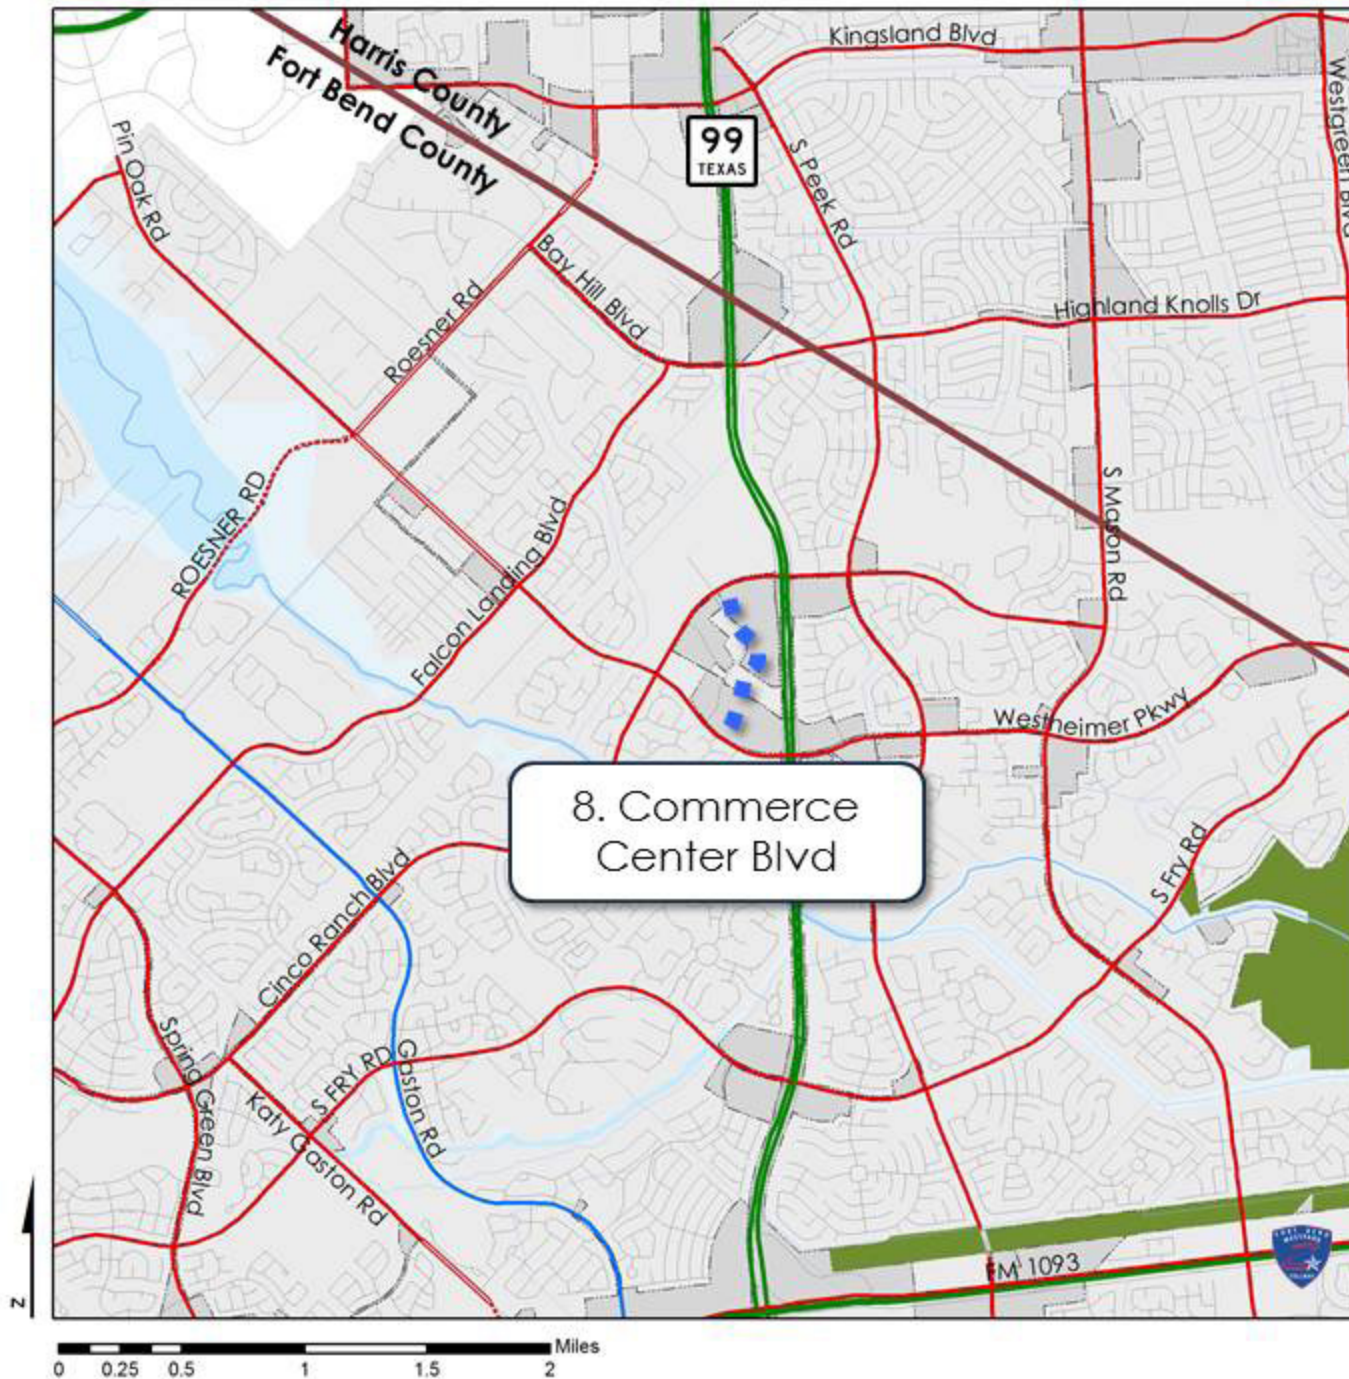 Kingsland Blvd
Harris County
Fort Bend County
Westgreen Blvd
99
TEXAS
Pin Oak Rd
S Peek Rd
Bay Hill Blvd
Roesner Rd
Highland Knolls Dr
ROESNER RD
S Mason Rd
Falcon Landing Blvd
Westheimer Pkwy
8. Commerce
Center Blvd
S Fry Rd
Cinco Ranch Blvd
Spring Green Blvd
S FRY RD
Gaston Rd
Katy Gaston Rd
FM 1093
N
Miles
0 0.25 0.5 1 1.5 2